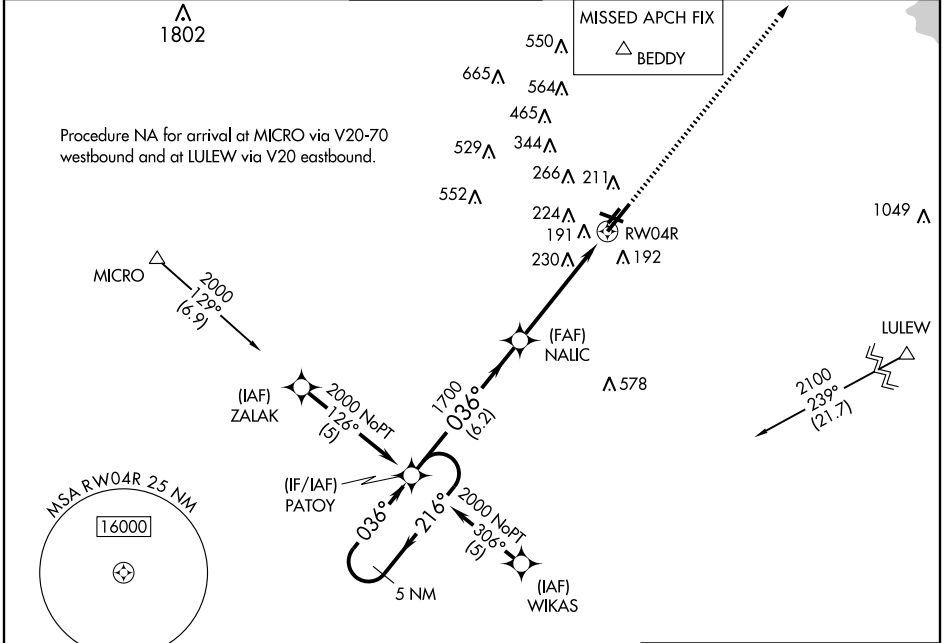 1802
MISSED APCH FIX
BEDDY
550
665
564
465
529
344
266
211
552
224
191
RW04R
230
192
1049
Procedure NA for arrival at MICRO via V20-70
westbound and at LULEW via V20 eastbound.
MICRO
2000
129°
(6.9)
(FAF)
NALIC
LULEW
2100
239°
(21.7)
578
(IAF)
ZALAK
2000 NoPT
126°
(5)
1700
036°
(6.2)
(IF/IAF)
PATOY
036°
216°
2000 NoPT
306°
(5)
5 NM
(IAF)
WIKAS
MSA RW04R 25 NM
16000